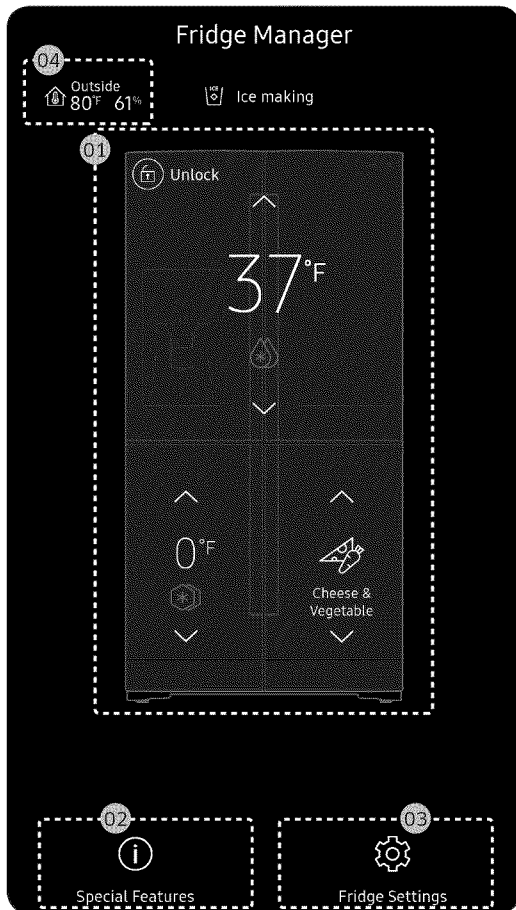 Fridge Manager
04
Outside
80°F 61%
ICE
Ice making
01
Unlock
37°F
0°F
Cheese &
Vegetable
02
03
Special Features
Fridge Settings